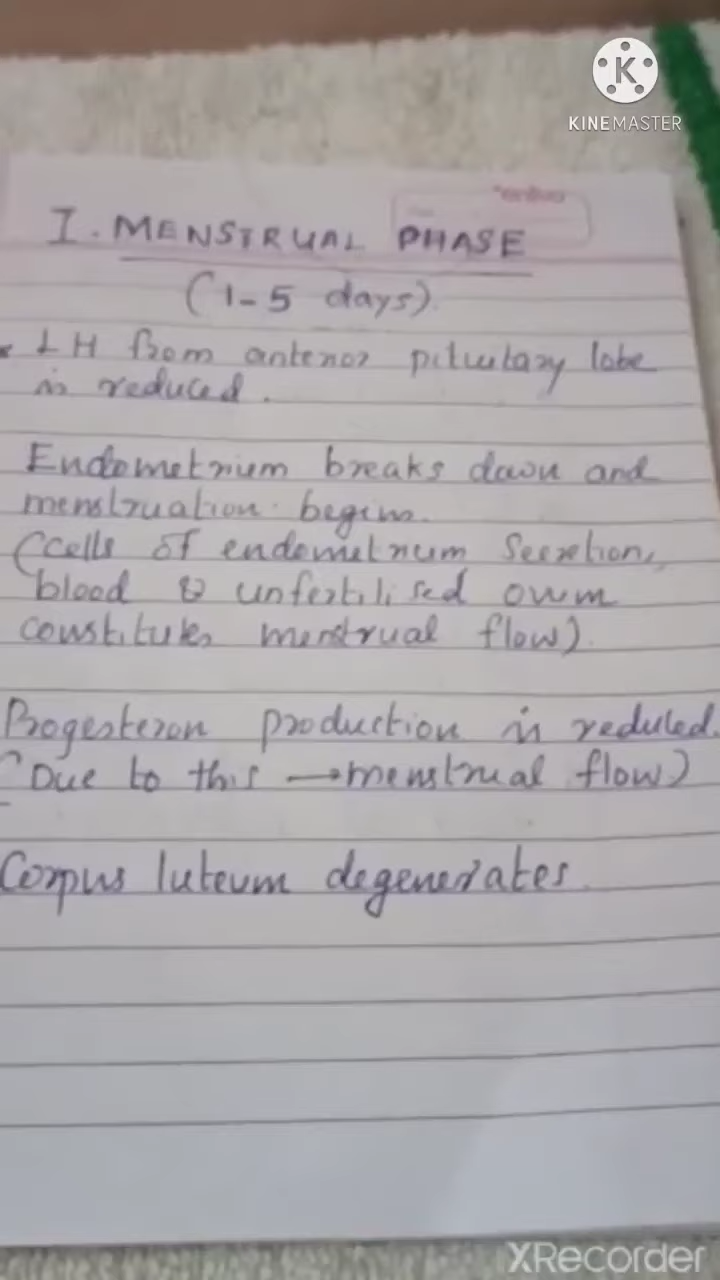 KINEMASTER
I. MENSTRUAL PHASE
(1-5 days).
LH from anterior pituitary lobe
is reduced.
Endometrium breaks down and
menstruation begins.
(cells of endometrium secretion,
blood & unfertilised ovum
constitutes menstrual flow).
Progesteron production is reduced.
(Due to this → menstrual flow)
Corpus luteum degenerates.
XRecorder